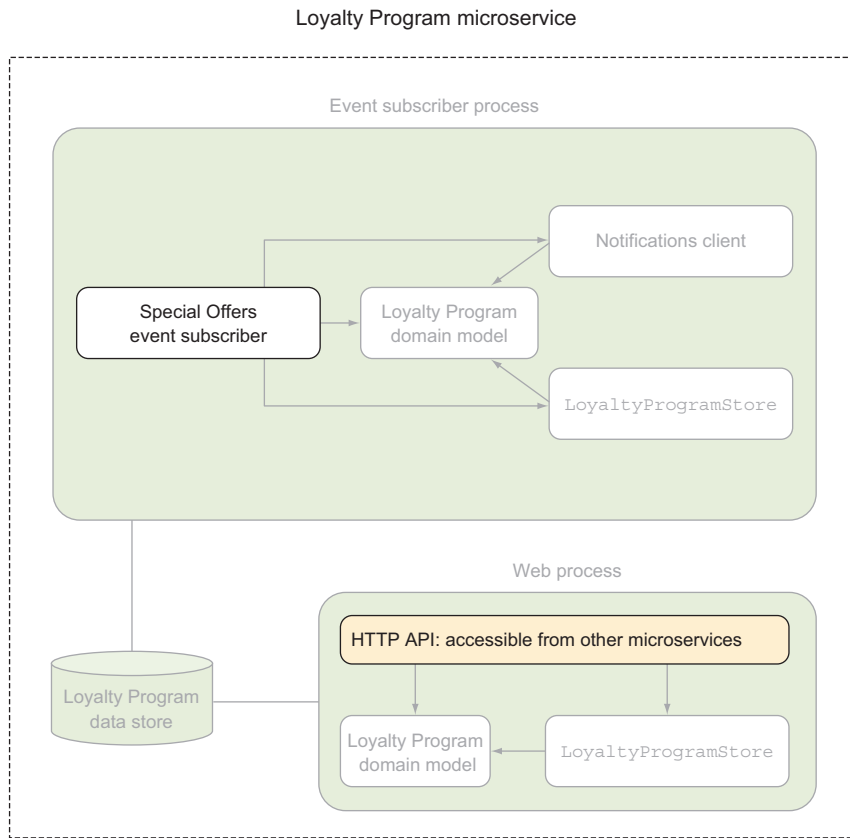 Loyalty Program microservice
Event subscriber process
Notifications client
Special Offers
event subscriber
Loyalty Program
domain model
LoyaltyProgramStore
Web process
HTTP API: accessible from other microservices
Loyalty Program
data store
Loyalty Program
domain model
LoyaltyProgramStore